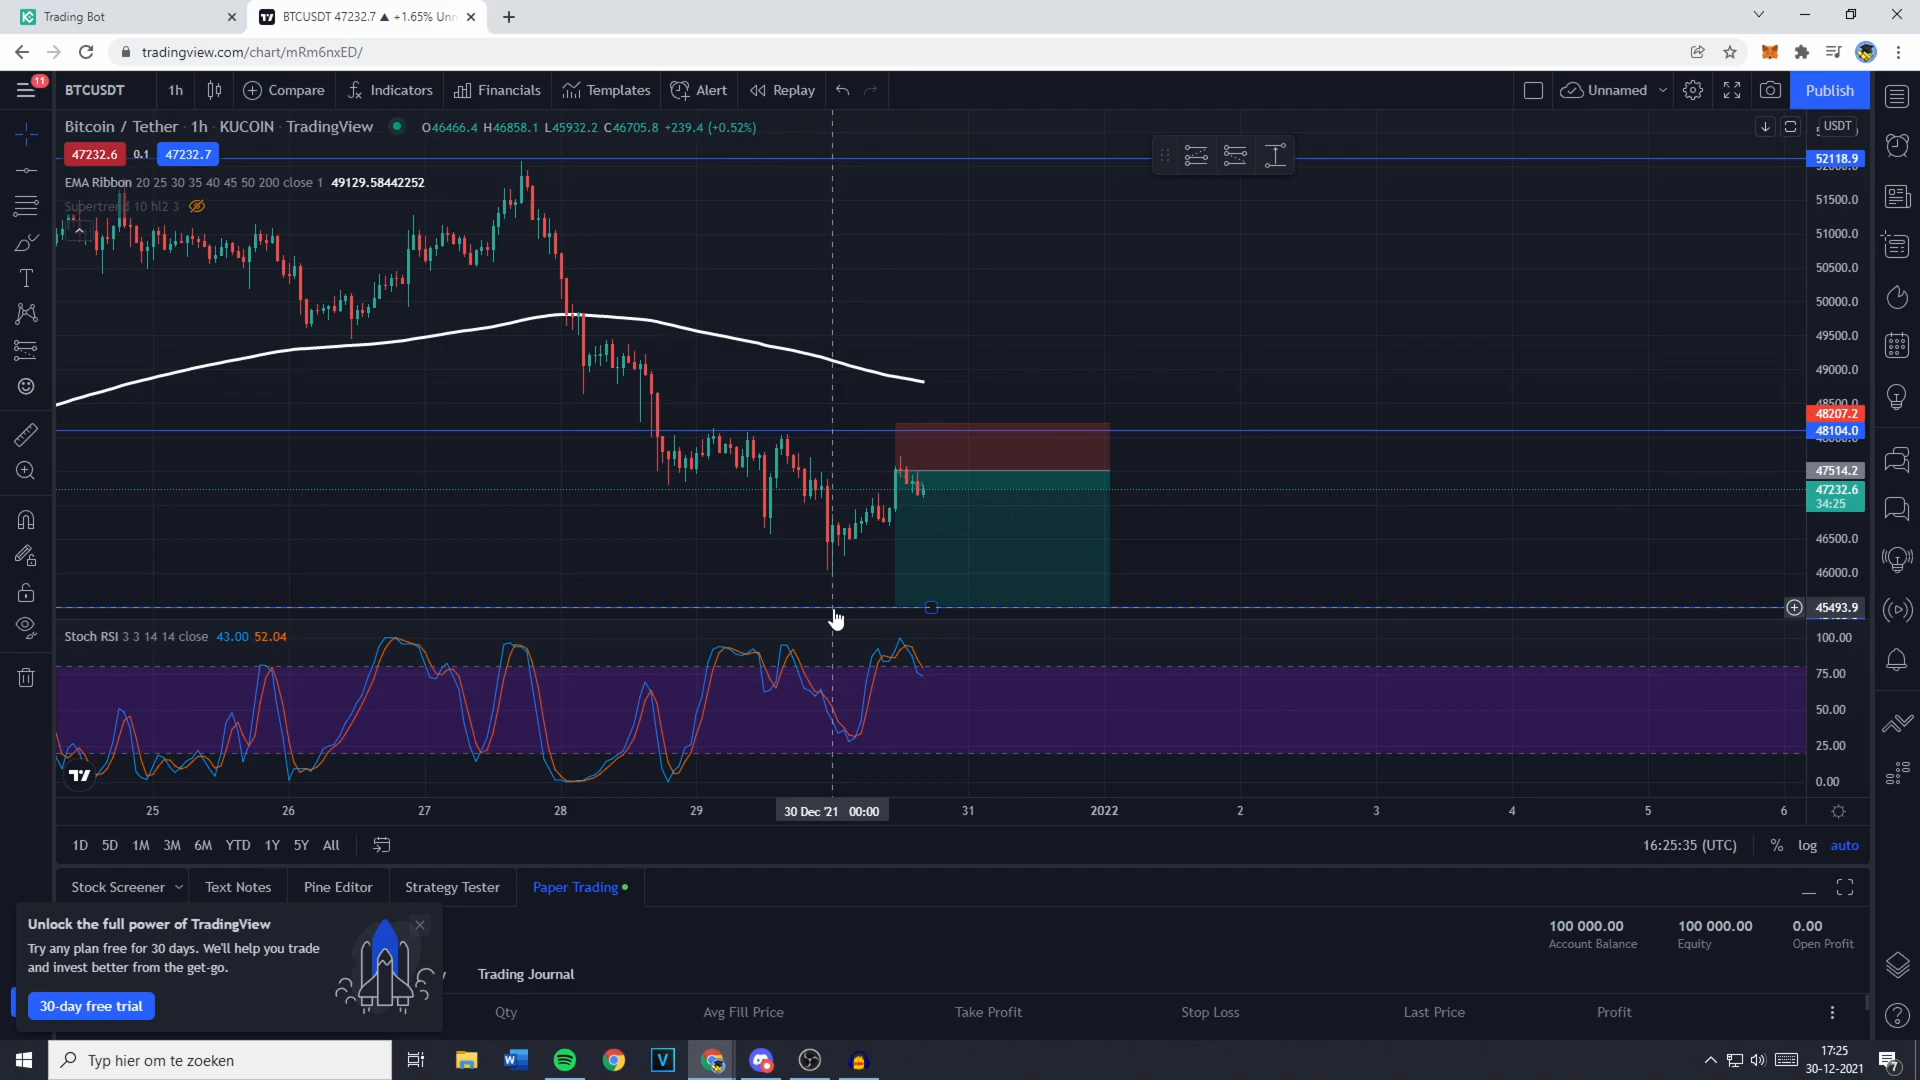 Trading Bot
BTCUSDT 47232.7 ▲ +1.65% Unn
tradingview.com/chart/mRm6nxED/
11
BTCUSDT
1h
Compare
Indicators
Financials
Templates
Alert
Replay
Unnamed
Publish
Bitcoin / Tether · 1h · KUCOIN · TradingView
O46466.4 H46858.1 L45932.2 C46705.8 +239.4 (+0.52%)
USDT
47232.6
0.1
47232.7
EMA Ribbon 20 25 30 35 40 45 50 200 close 1 49129.58442252
Supertrend 10 hl2 3
52118.9
51500.0
51000.0
50500.0
50000.0
49500.0
49000.0
48500.0
48207.2
48104.0
47514.2
47232.6
34:25
46500.0
46000.0
45493.9
Stoch RSI 3 3 14 14 close 43.00 52.04
100.00
75.00
50.00
25.00
0.00
25
26
27
28
29
30 Dec '21 00:00
31
2022
2
3
4
5
6
1D
5D
1M
3M
6M
YTD
1Y
5Y
All
16:25:35 (UTC)
%
log
auto
Stock Screener
Text Notes
Pine Editor
Strategy Tester
Paper Trading
Unlock the full power of TradingView
Try any plan free for 30 days. We'll help you trade
and invest better from the get-go.
30-day free trial
100 000.00
Account Balance
100 000.00
Equity
0.00
Open Profit
Trading Journal
Qty
Avg Fill Price
Take Profit
Stop Loss
Last Price
Profit
Typ hier om te zoeken
17:25
30-12-2021
7